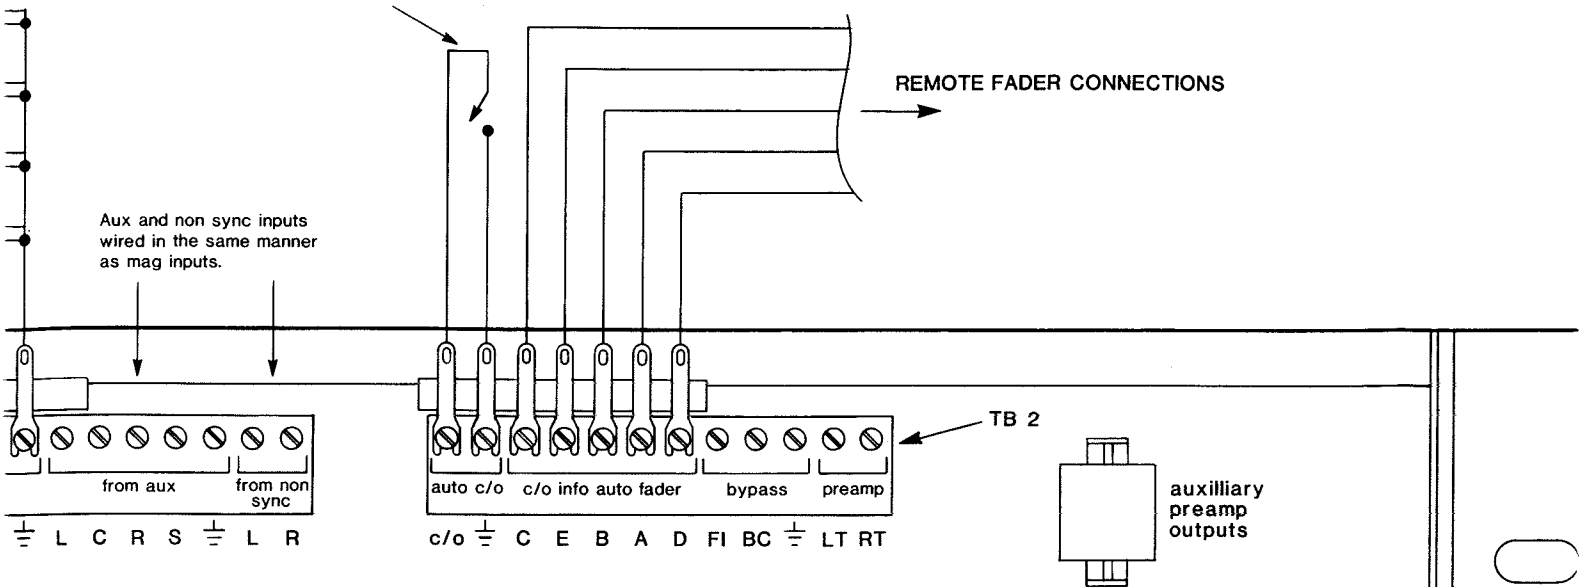 REMOTE FADER CONNECTIONS
Aux and non sync inputs
wired in the same manner
as mag inputs.
TB 2
from aux
from non
sync
auto c/o
c/o info auto fader
bypass
preamp
L C R S L R
c/o C E B A D FI BC LT RT
auxilliary
preamp
outputs